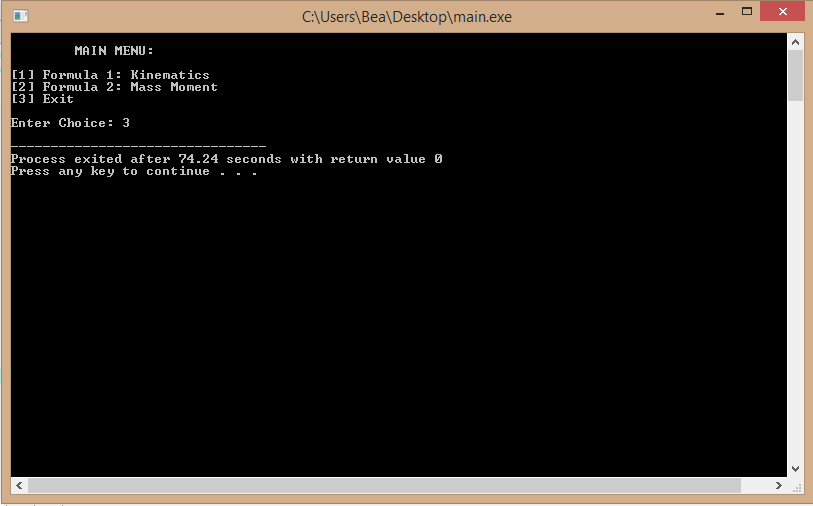 C:\Users\Bea\Desktop\main.exe
MAIN MENU:
[1] Formula 1: Kinematics
[2] Formula 2: Mass Moment
[3] Exit
Enter Choice: 3
--------------------------------
Process exited after 74.24 seconds with return value 0
Press any key to continue . . .